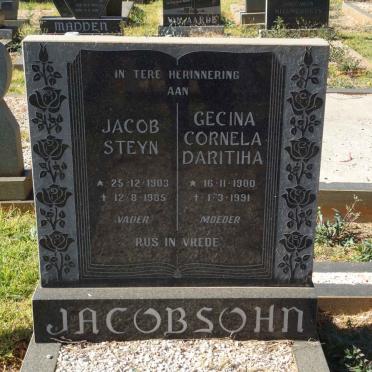 MADDEN
IN TERE HERINNERING
AAN
JACOB
STEYN
* 25-12-1903
† 12-8-1985
VADER
GECINA
CORNELA
DARITIHA
* 16-11-1900
† 1-3-1991
MOEDER
RUS IN VREDE
JACOBSOHN